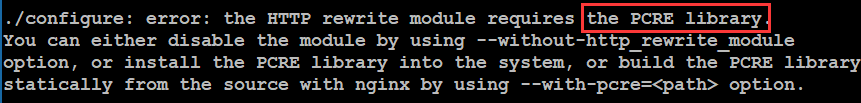 ./configure: error: the HTTP rewrite module requires the PCRE library.
You can either disable the module by using --without-http_rewrite_module
option, or install the PCRE library into the system, or build the PCRE library
statically from the source with nginx by using --with-pcre=<path> option.